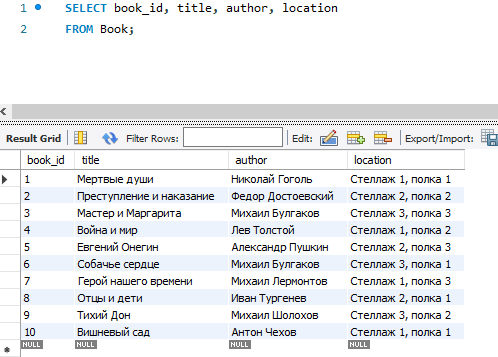 1 SELECT book_id, title, author, location
2 FROM Book;
Result Grid Filter Rows: Edit: Export/Import:
book_id title author location
1 Мертвые души Николай Гоголь Стеллаж 1, полка 1
2 Преступление и наказание Федор Достоевский Стеллаж 2, полка 2
3 Мастер и Маргарита Михаил Булгаков Стеллаж 3, полка 3
4 Война и мир Лев Толстой Стеллаж 1, полка 2
5 Евгений Онегин Александр Пушкин Стеллаж 2, полка 3
6 Собачье сердце Михаил Булгаков Стеллаж 3, полка 1
7 Герой нашего времени Михаил Лермонтов Стеллаж 1, полка 3
8 Отцы и дети Иван Тургенев Стеллаж 2, полка 1
9 Тихий Дон Михаил Шолохов Стеллаж 3, полка 2
10 Вишневый сад Антон Чехов Стеллаж 1, полка 1
NULL NULL NULL NULL